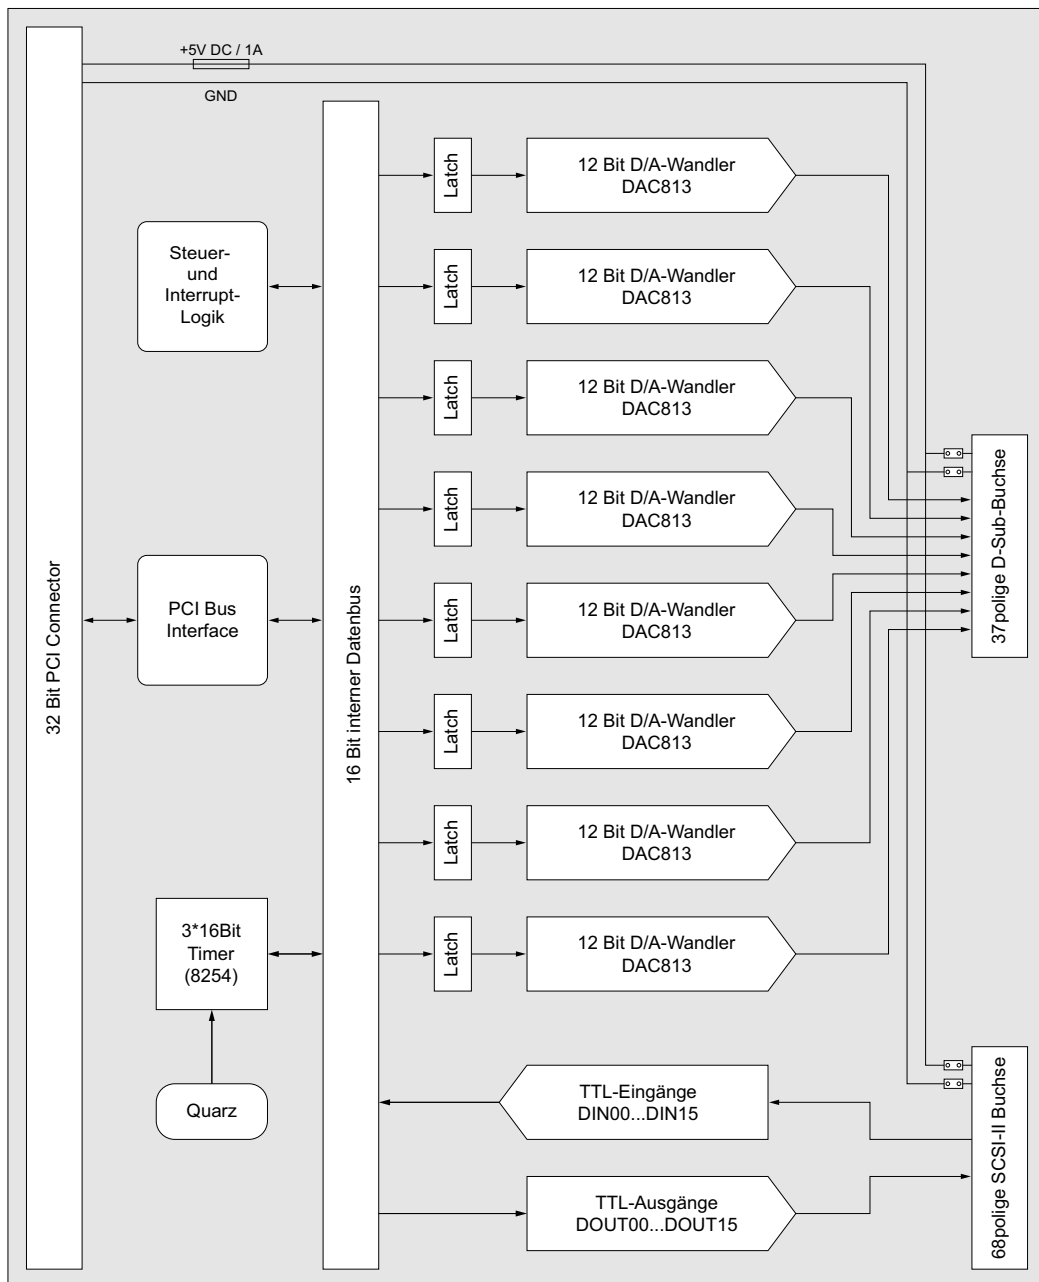 +5V DC / 1A
GND
32 Bit PCI Connector
Steuer-
und
Interrupt-
Logik
PCI Bus
Interface
3*16Bit
Timer
(8254)
Quarz
16 Bit interner Datenbus
Latch
12 Bit D/A-Wandler
DAC813
Latch
12 Bit D/A-Wandler
DAC813
Latch
12 Bit D/A-Wandler
DAC813
Latch
12 Bit D/A-Wandler
DAC813
Latch
12 Bit D/A-Wandler
DAC813
Latch
12 Bit D/A-Wandler
DAC813
Latch
12 Bit D/A-Wandler
DAC813
Latch
12 Bit D/A-Wandler
DAC813
TTL-Eingänge
DIN00...DIN15
TTL-Ausgänge
DOUT00...DOUT15
37polige D-Sub-Buchse
68polige SCSI-II Buchse